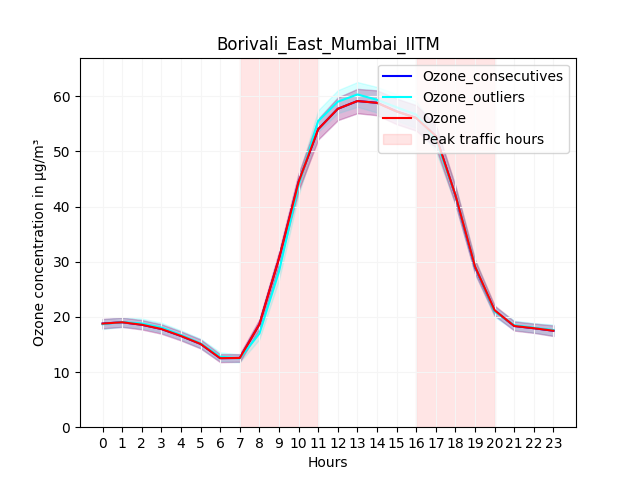 Borivali_East_Mumbai_IITM
Ozone_consecutives
Ozone_outliers
Ozone
Peak traffic hours
Ozone concentration in µg/m³
60
50
40
30
20
10
0
0 1 2 3 4 5 6 7 8 9 10 11 12 13 14 15 16 17 18 19 20 21 22 23
Hours